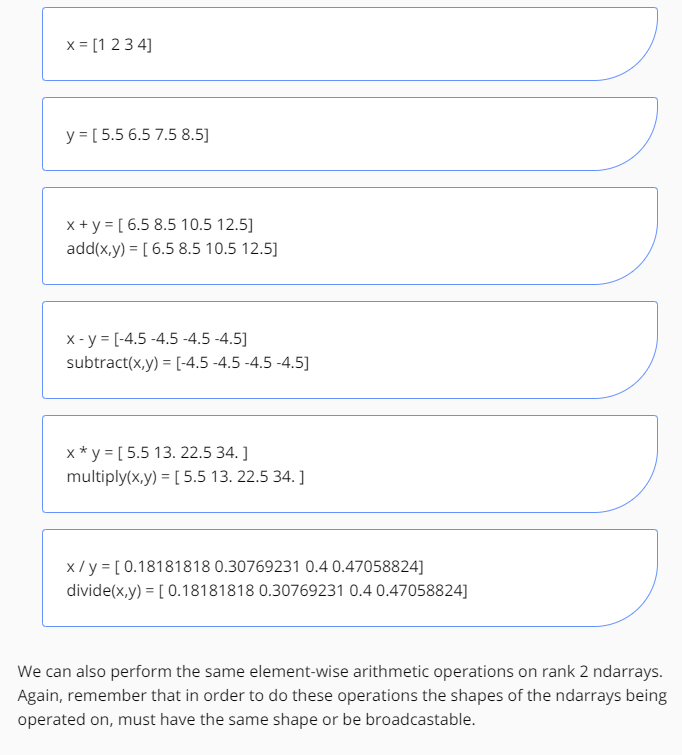 x = [1 2 3 4]
y = [ 5.5 6.5 7.5 8.5]
x + y = [ 6.5 8.5 10.5 12.5]
add(x,y) = [ 6.5 8.5 10.5 12.5]
x - y = [-4.5 -4.5 -4.5 -4.5]
subtract(x,y) = [-4.5 -4.5 -4.5 -4.5]
x * y = [ 5.5 13. 22.5 34. ]
multiply(x,y) = [ 5.5 13. 22.5 34. ]
x / y = [ 0.18181818 0.30769231 0.4 0.47058824]
divide(x,y) = [ 0.18181818 0.30769231 0.4 0.47058824]
We can also perform the same element-wise arithmetic operations on rank 2 ndarrays.
Again, remember that in order to do these operations the shapes of the ndarrays being
operated on, must have the same shape or be broadcastable.